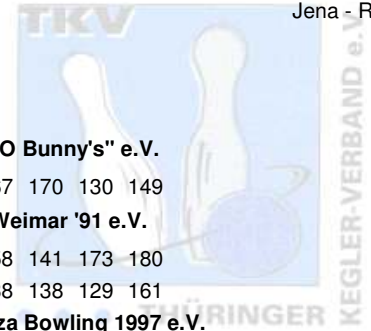 Jena - R
TKV
O Bunny's" e.V.
7 170 130 149
Weimar '91 e.V.
8 141 173 180
8 138 129 161
za Bowling 1997 e.V.
THÜRINGER
KEGLER-VERBAND e.V.